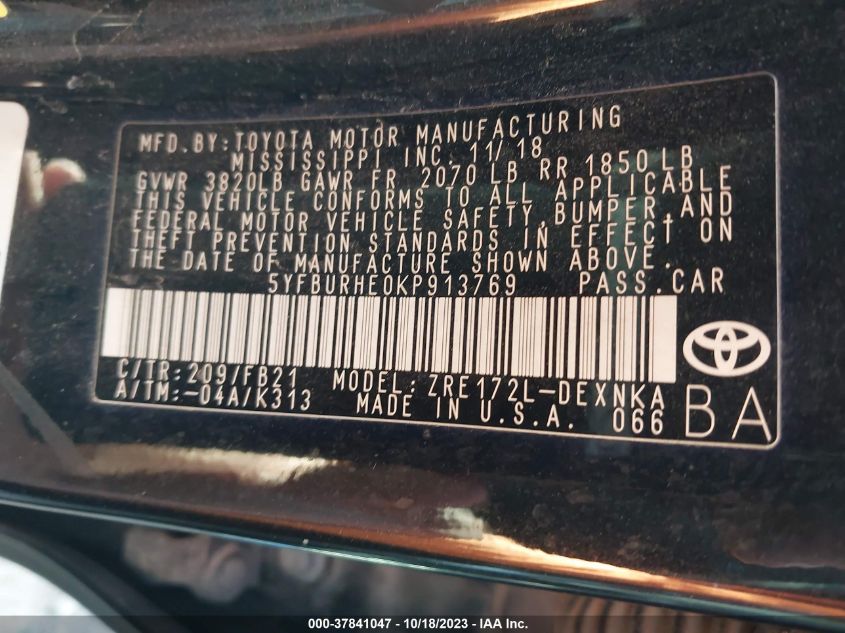 MFD. BY: TOYOTA MOTOR MANUFACTURING
MISSISSIPPI INC. 11/18
GVWR 3820LB GAWR FR 2070 LB RR 1850 LB
THIS VEHICLE CONFORMS TO ALL APPLICABLE
FEDERAL MOTOR VEHICLE SAFETY, BUMPER, AND
THEFT PREVENTION STANDARDS IN EFFECT ON
THE DATE OF MANUFACTURE SHOWN ABOVE.
5YFBURHE0KP913769 PASS. CAR
C/TR: 209/FB21 MODEL: ZRE172L-DEXNKA
A/TM: -04A/K313 MADE IN U.S.A. 066 BA
000-37841047 - 10/18/2023 - IAA Inc.